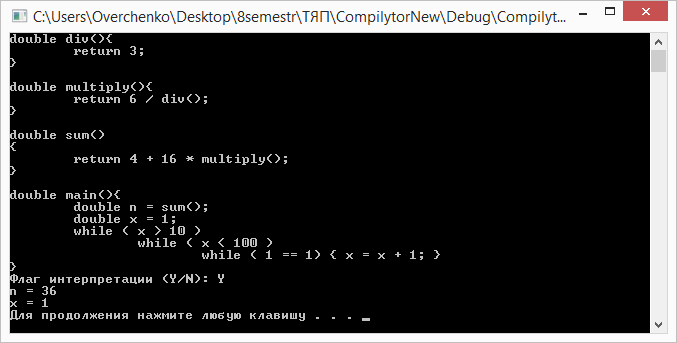 C:\Users\Overchenko\Desktop\8semestr\ТЯП\CompilytorNew\Debug\Compilyt...
double div(){
        return 3;
}

double multiply(){
        return 6 / div();
}

double sum()
{
        return 4 + 16 * multiply();
}

double main(){
        double n = sum();
        double x = 1;
        while ( x > 10 )
                while ( x < 100 )
                        while ( 1 == 1) { x = x + 1; }
}
Флаг интерпретации (Y/N): Y
n = 36
x = 1
Для продолжения нажмите любую клавишу . . . _